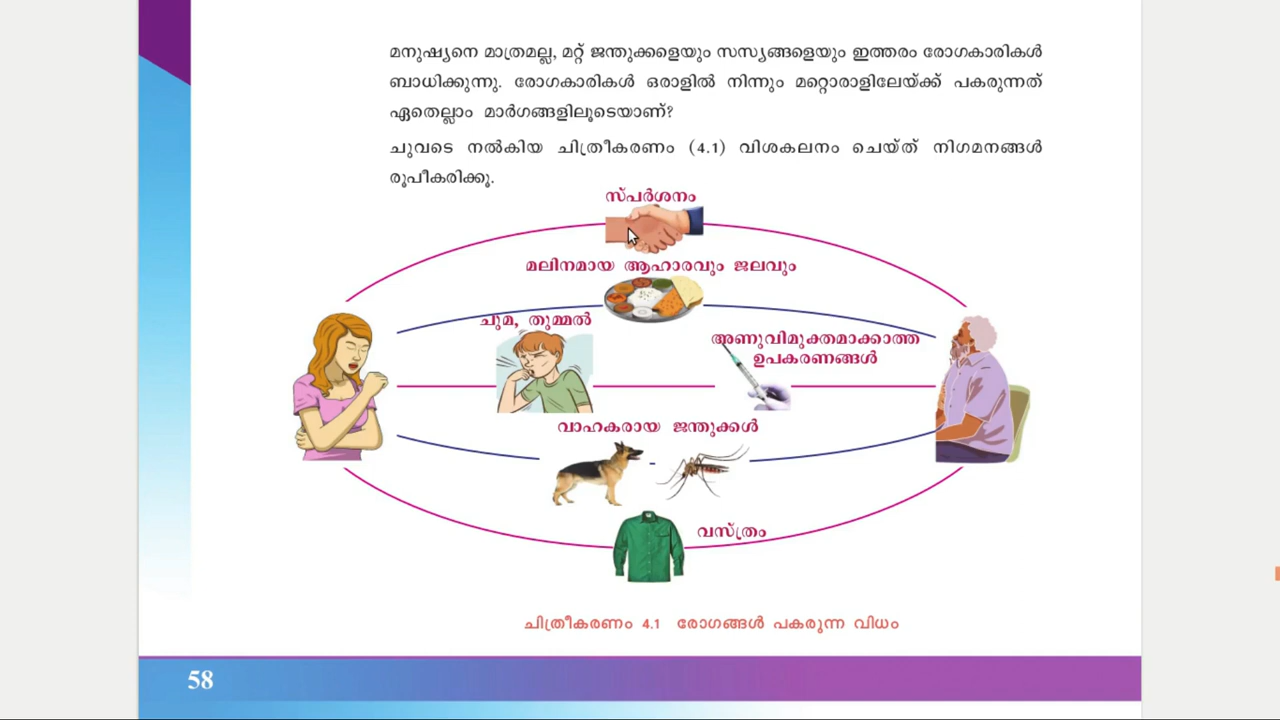 മനുഷ്യനെ മാത്രമല്ല, മറ്റ് ജന്തുക്കളെയും സസ്യങ്ങളെയും ഇത്തരം രോഗകാരികൾ
ബാധിക്കുന്നു. രോഗകാരികൾ ഒരാളിൽ നിന്നും മറ്റൊരാളിലേയ്ക്ക് പകരുന്നത്
ഏതെല്ലാം മാർഗങ്ങളിലൂടെയാണ്?
ചുവടെ നൽകിയ ചിത്രീകരണം (4.1) വിശകലനം ചെയ്ത് നിഗമനങ്ങൾ
രൂപീകരിക്കൂ.
സ്പർശനം
മലിനമായ ആഹാരവും ജലവും
ചുമ, തുമ്മൽ
അണുവിമുക്തമാക്കാത്ത
ഉപകരണങ്ങൾ
വാഹകരായ ജന്തുക്കൾ
വസ്ത്രം
ചിത്രീകരണം 4.1 രോഗങ്ങൾ പകരുന്ന വിധം
58